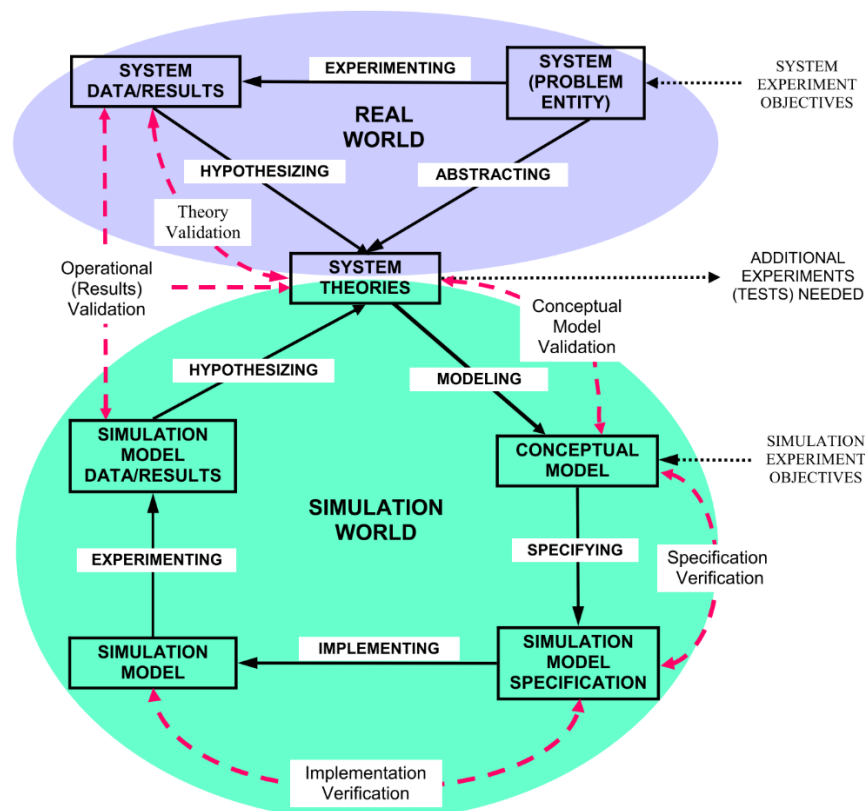 SYSTEM
DATA/RESULTS
EXPERIMENTING
SYSTEM
(PROBLEM
ENTITY)
SYSTEM
EXPERIMENT
OBJECTIVES
REAL
WORLD
HYPOTHESIZING
ABSTRACTING
Theory
Validation
Operational
(Results)
Validation
SYSTEM
THEORIES
ADDITIONAL
EXPERIMENTS
(TESTS) NEEDED
Conceptual
Model
Validation
HYPOTHESIZING
MODELING
SIMULATION
MODEL
DATA/RESULTS
CONCEPTUAL
MODEL
SIMULATION
EXPERIMENT
OBJECTIVES
SIMULATION
WORLD
EXPERIMENTING
SPECIFYING
Specification
Verification
SIMULATION
MODEL
IMPLEMENTING
SIMULATION
MODEL
SPECIFICATION
Implementation
Verification